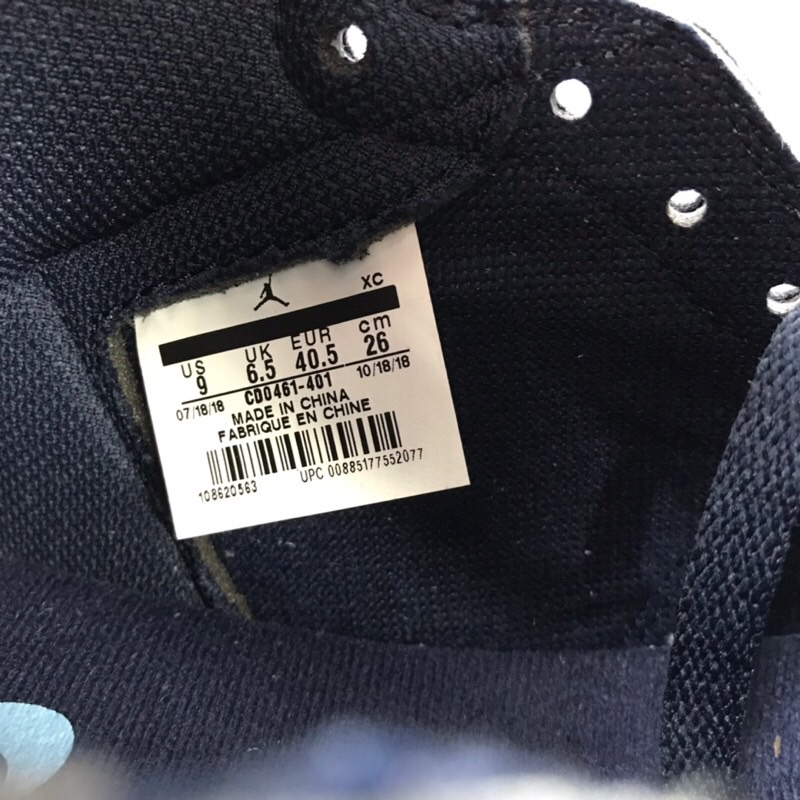 XC
US UK EUR cm
9 6.5 40.5 26
07/18/18 CD0461-401 10/18/18
MADE IN CHINA
FABRIQUE EN CHINE
108620563 UPC 00885177552077